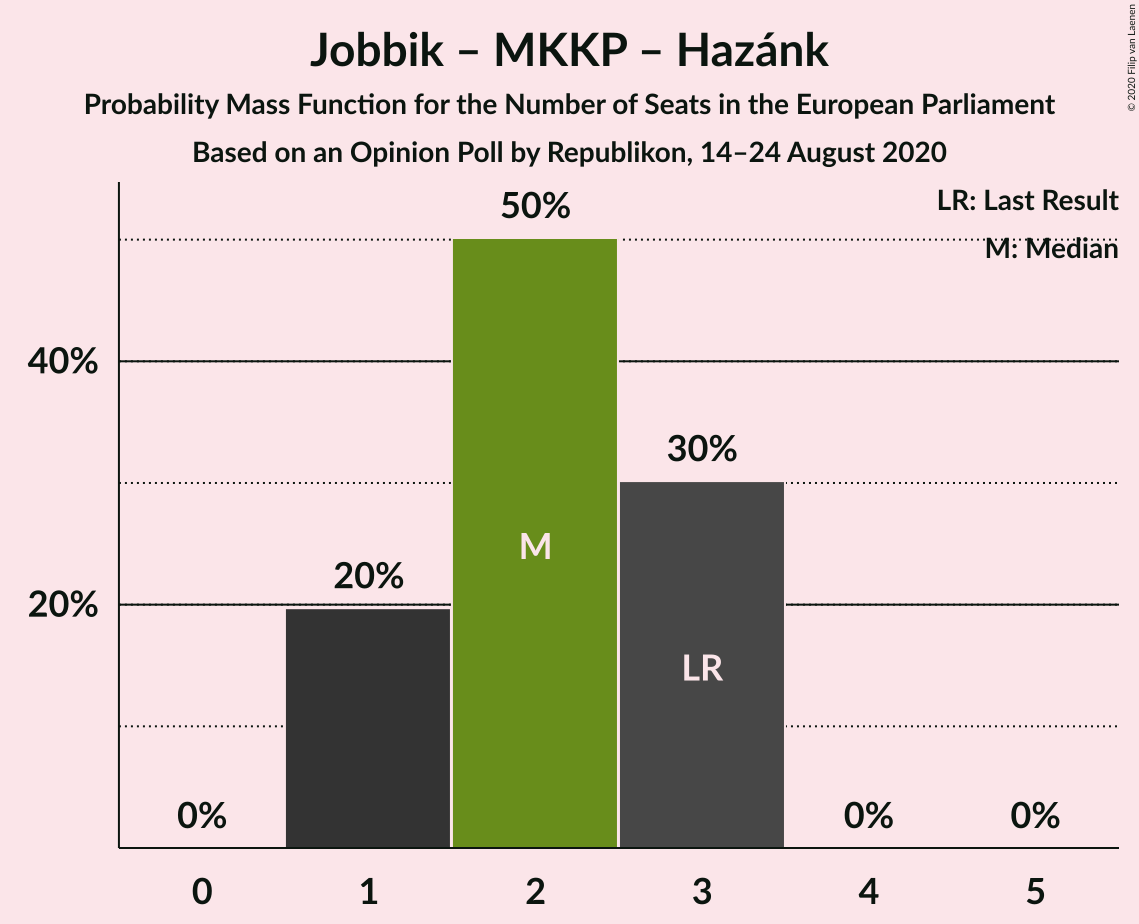 Jobbik – MKKP – Hazánk
Probability Mass Function for the Number of Seats in the European Parliament
Based on an Opinion Poll by Republikon, 14–24 August 2020
© 2020 Filip van Laenen
LR: Last Result
M: Median
50%
40%
30%
20%
20%
M
LR
0%
0%
0%
0
1
2
3
4
5